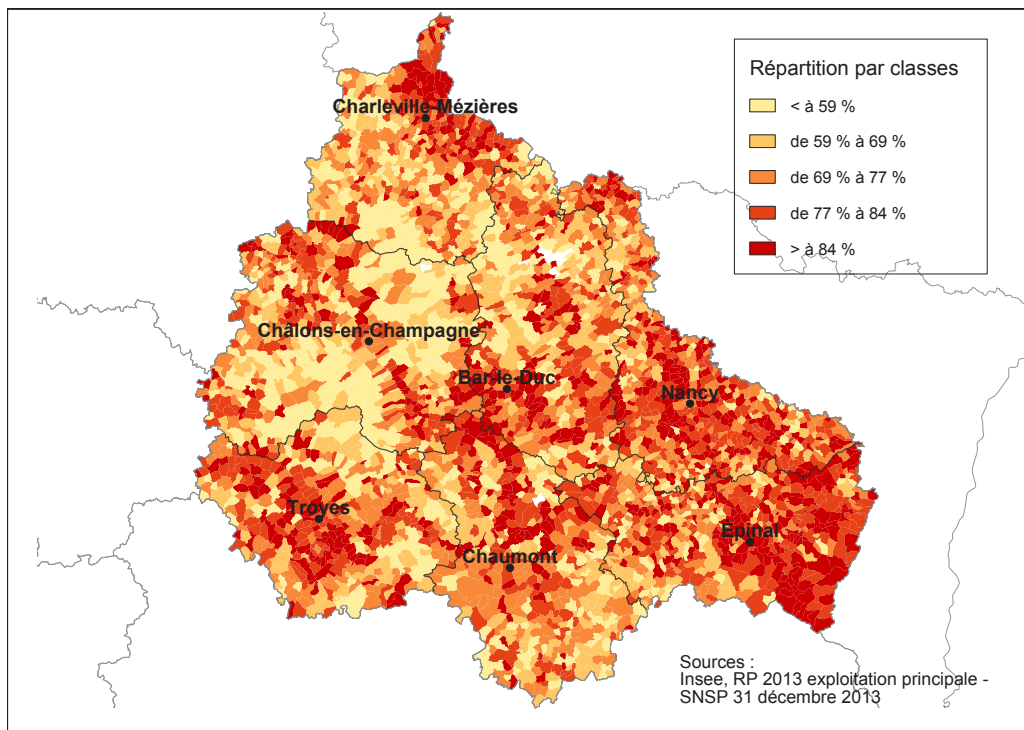 Répartition par classes
< à 59 %
de 59 % à 69 %
de 69 % à 77 %
de 77 % à 84 %
> à 84 %
Charleville-Mézières
Châlons-en-Champagne
Bar-le-Duc
Nancy
Troyes
Epinal
Chaumont
Sources :
Insee, RP 2013 exploitation principale -
SNSP 31 décembre 2013